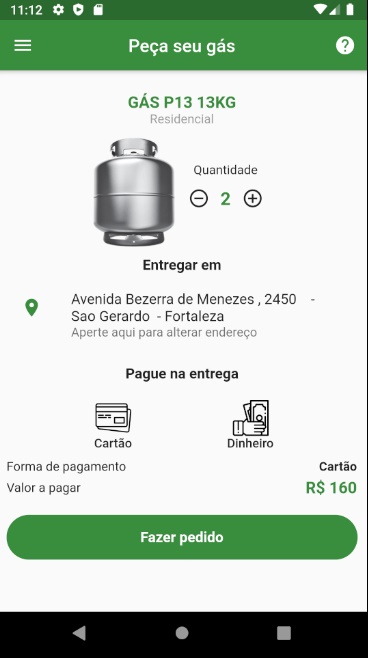 11:12
Peça seu gás
GÁS P13 13KG
Residencial
Quantidade
2
Entregar em
Avenida Bezerra de Menezes , 2450 -
Sao Gerardo - Fortaleza
Aperte aqui para alterar endereço
Pague na entrega
Cartão Dinheiro
Forma de pagamento Cartão
Valor a pagar R$ 160
Fazer pedido